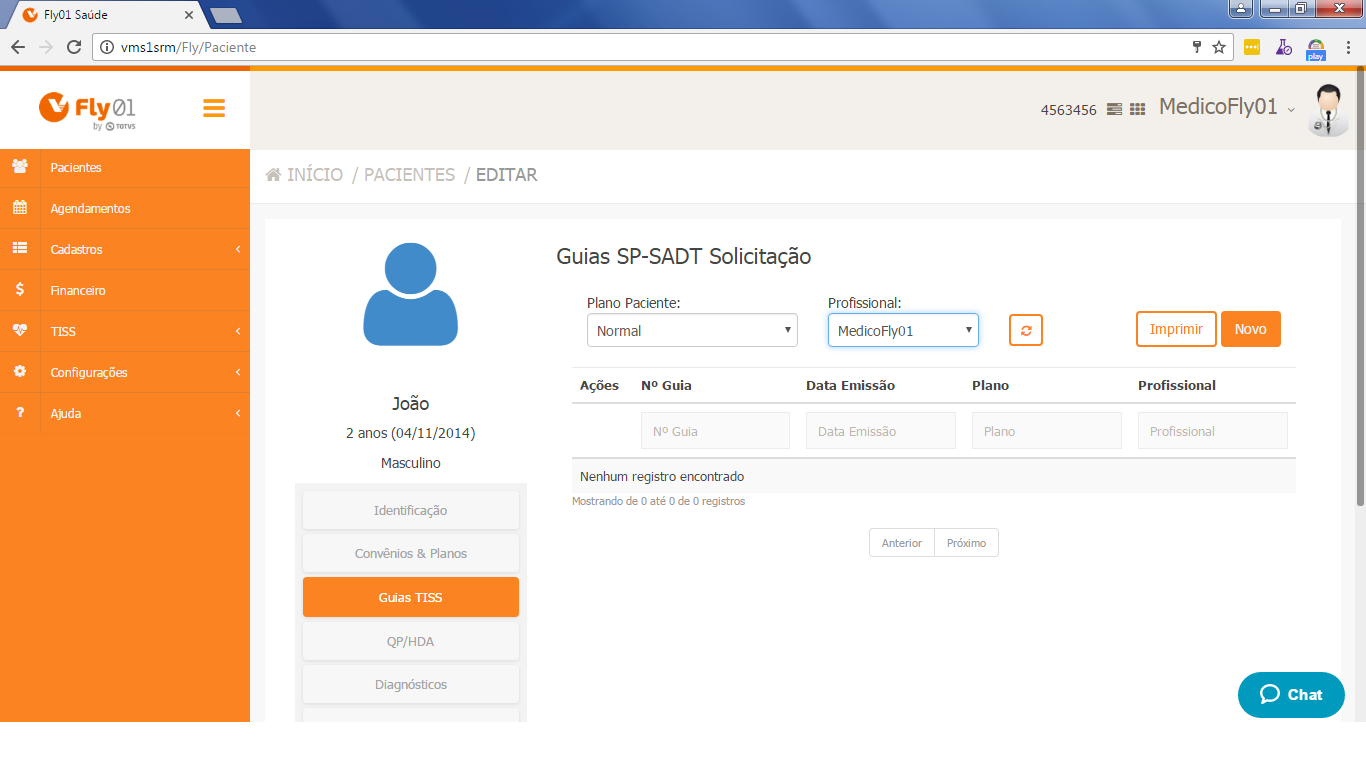 Fly01 Saúde
vms1srm/Fly/Paciente
play
Fly01
by TOTVS
4563456
MedicoFly01
Pacientes
Agendamentos
Cadastros
Financeiro
TISS
Configurações
Ajuda
INÍCIO / PACIENTES / EDITAR
João
2 anos (04/11/2014)
Masculino
Identificação
Convênios & Planos
Guias TISS
QP/HDA
Diagnósticos
Guias SP-SADT Solicitação
Plano Paciente: Profissional:
Normal MedicoFly01 Imprimir Novo
Ações Nº Guia Data Emissão Plano Profissional
Nº Guia Data Emissão Plano Profissional
Nenhum registro encontrado
Mostrando de 0 até 0 de 0 registros
Anterior Próximo
Chat